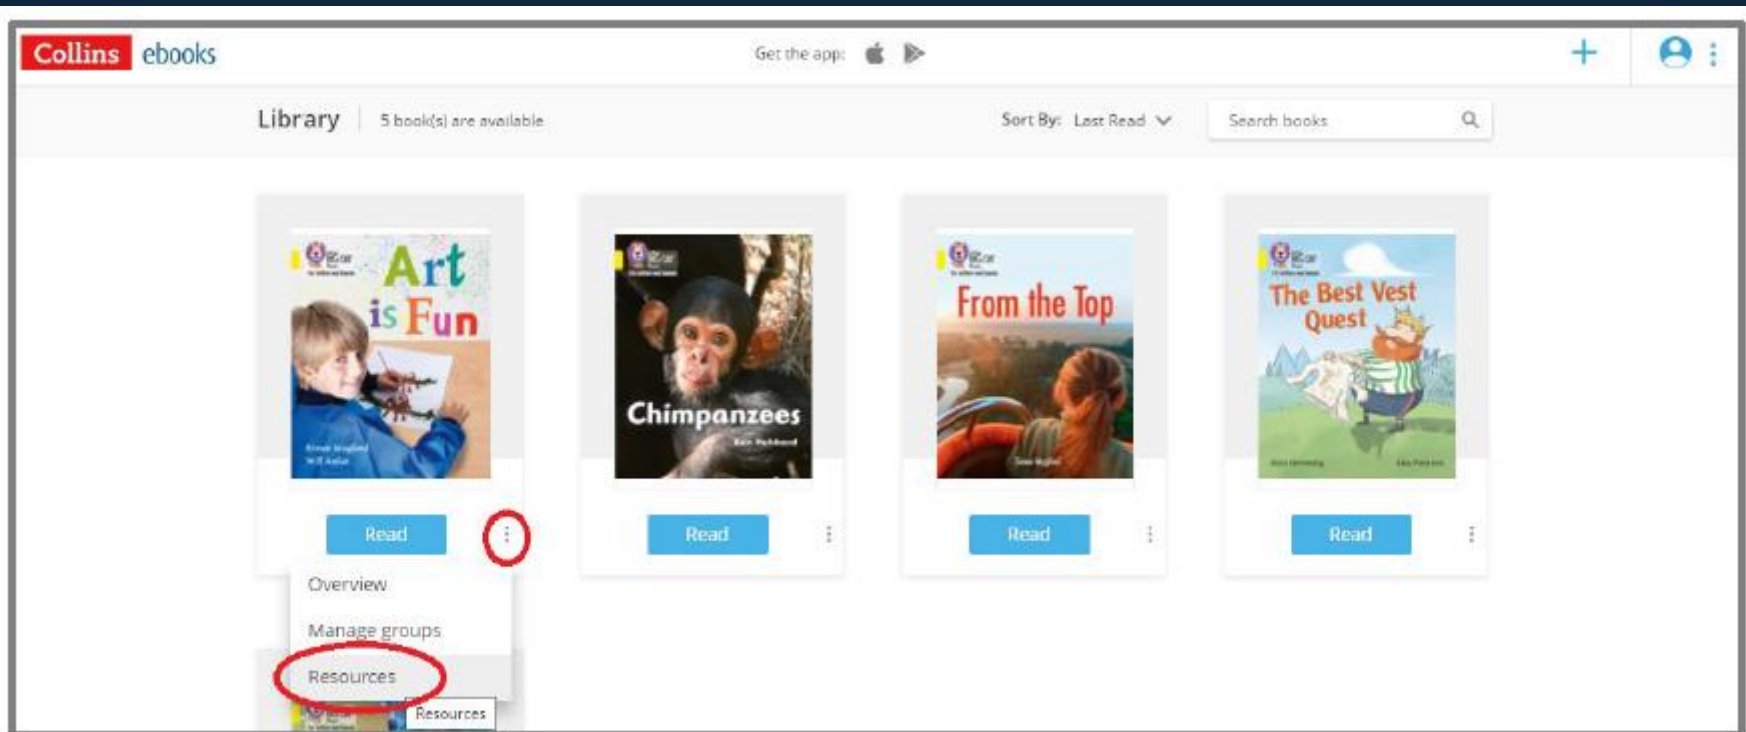 Collins ebooks
Get the app:
Library
5 book(s) are available
Sort By: Last Read
Search books
Art
is Fun
Chimpanzees
From the Top
The Best Vest
Quest
Read
Read
Read
Read
Overview
Manage groups
Resources
Resources